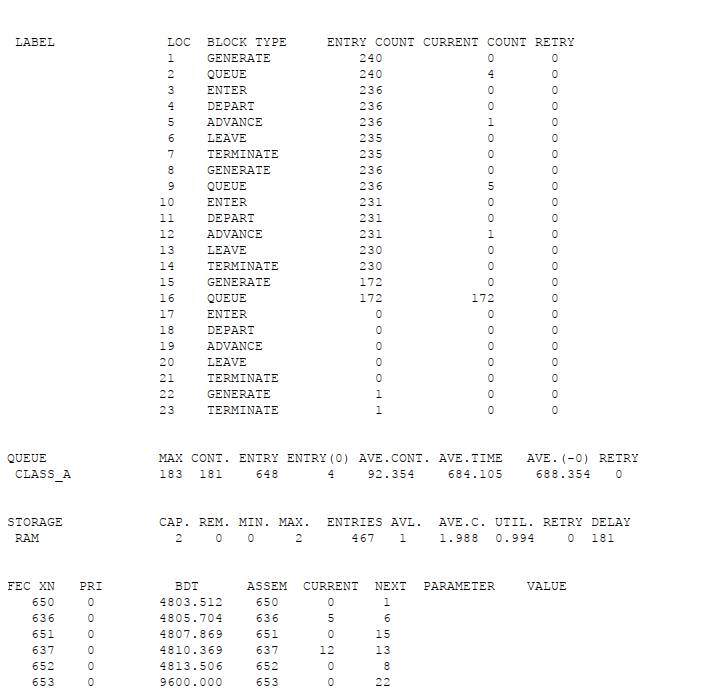 LABEL LOC BLOCK TYPE ENTRY COUNT CURRENT COUNT RETRY
1 GENERATE 240 0 0
2 QUEUE 240 4 0
3 ENTER 236 0 0
4 DEPART 236 0 0
5 ADVANCE 236 1 0
6 LEAVE 235 0 0
7 TERMINATE 235 0 0
8 GENERATE 236 0 0
9 QUEUE 236 5 0
10 ENTER 231 0 0
11 DEPART 231 0 0
12 ADVANCE 231 1 0
13 LEAVE 230 0 0
14 TERMINATE 230 0 0
15 GENERATE 172 0 0
16 QUEUE 172 172 0
17 ENTER 0 0 0
18 DEPART 0 0 0
19 ADVANCE 0 0 0
20 LEAVE 0 0 0
21 TERMINATE 0 0 0
22 GENERATE 1 0 0
23 TERMINATE 1 0 0
QUEUE MAX CONT. ENTRY ENTRY(0) AVE.CONT. AVE.TIME AVE.(-0) RETRY
CLASS_A 183 181 648 4 92.354 684.105 688.354 0
STORAGE CAP. REM. MIN. MAX. ENTRIES AVL. AVE.C. UTIL. RETRY DELAY
RAM 2 0 0 2 467 1 1.988 0.994 0 181
FEC XN PRI BDT ASSEM CURRENT NEXT PARAMETER VALUE
650 0 4803.512 650 0 1
636 0 4805.704 636 5 6
651 0 4807.869 651 0 15
637 0 4810.369 637 12 13
652 0 4813.506 652 0 8
653 0 9600.000 653 0 22